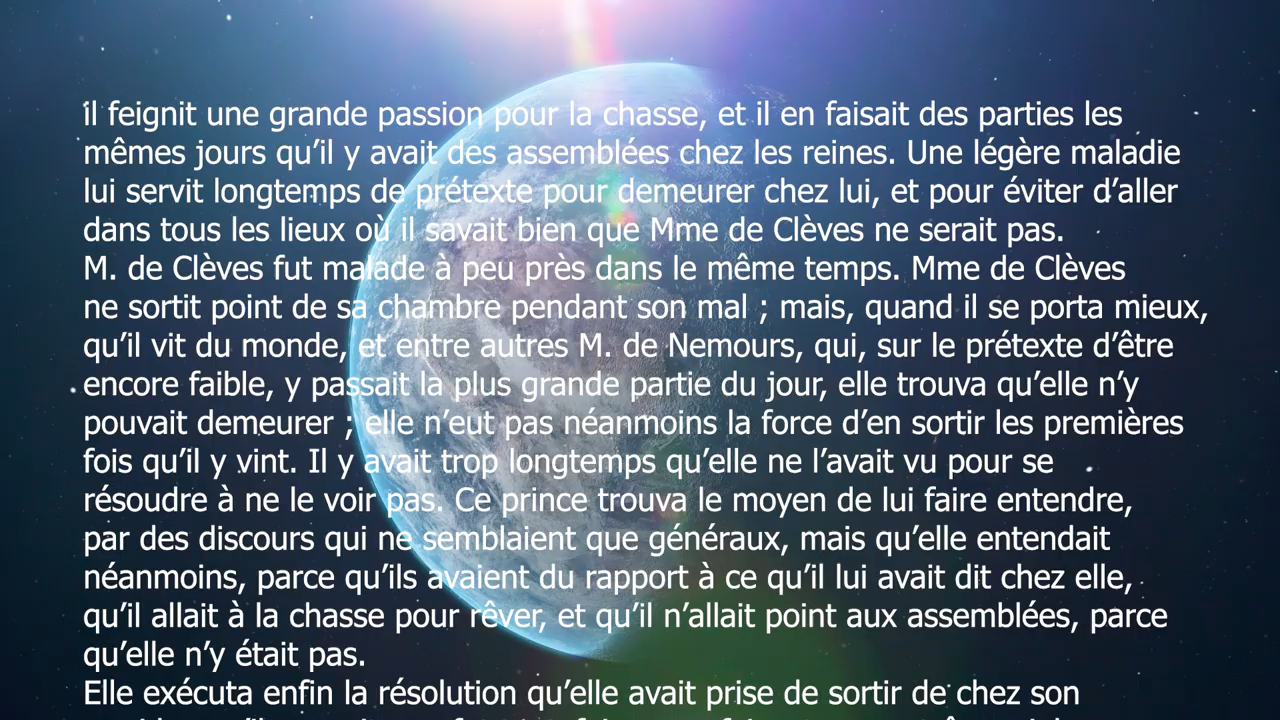 il feignit une grande passion pour la chasse, et il en faisait des parties les
mêmes jours qu’il y avait des assemblées chez les reines. Une légère maladie
lui servit longtemps de prétexte pour demeurer chez lui, et pour éviter d’aller
dans tous les lieux où il savait bien que Mme de Clèves ne serait pas.
M. de Clèves fut malade à peu près dans le même temps. Mme de Clèves
ne sortit point de sa chambre pendant son mal ; mais, quand il se porta mieux,
qu’il vit du monde, et entre autres M. de Nemours, qui, sur le prétexte d’être
encore faible, y passait la plus grande partie du jour, elle trouva qu’elle n’y
pouvait demeurer ; elle n’eut pas néanmoins la force d’en sortir les premières
fois qu’il y vint. Il y avait trop longtemps qu’elle ne l’avait vu pour se
résoudre à ne le voir pas. Ce prince trouva le moyen de lui faire entendre,
par des discours qui ne semblaient que généraux, mais qu’elle entendait
néanmoins, parce qu’ils avaient du rapport à ce qu’il lui avait dit chez elle,
qu’il allait à la chasse pour rêver, et qu’il n’allait point aux assemblées, parce
qu’elle n’y était pas.
Elle exécuta enfin la résolution qu’elle avait prise de sortir de chez son